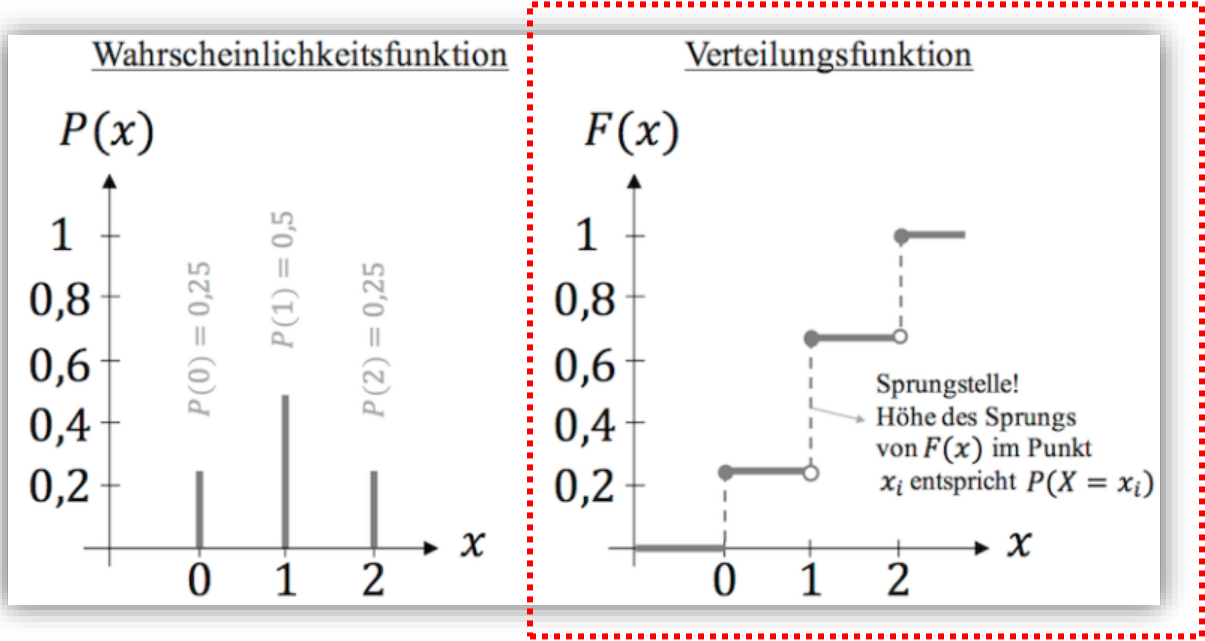 Wahrscheinlichkeitsfunktion
P(x)
1
0,8
0,6
0,4
0,2
P(0) = 0,25
P(1) = 0,5
P(2) = 0,25
0 1 2
x
Verteilungsfunktion
F(x)
1
0,8
0,6
0,4
0,2
Sprungstelle!
Höhe des Sprungs
von F(x) im Punkt
xᵢ entspricht P(X = xᵢ)
0 1 2
x